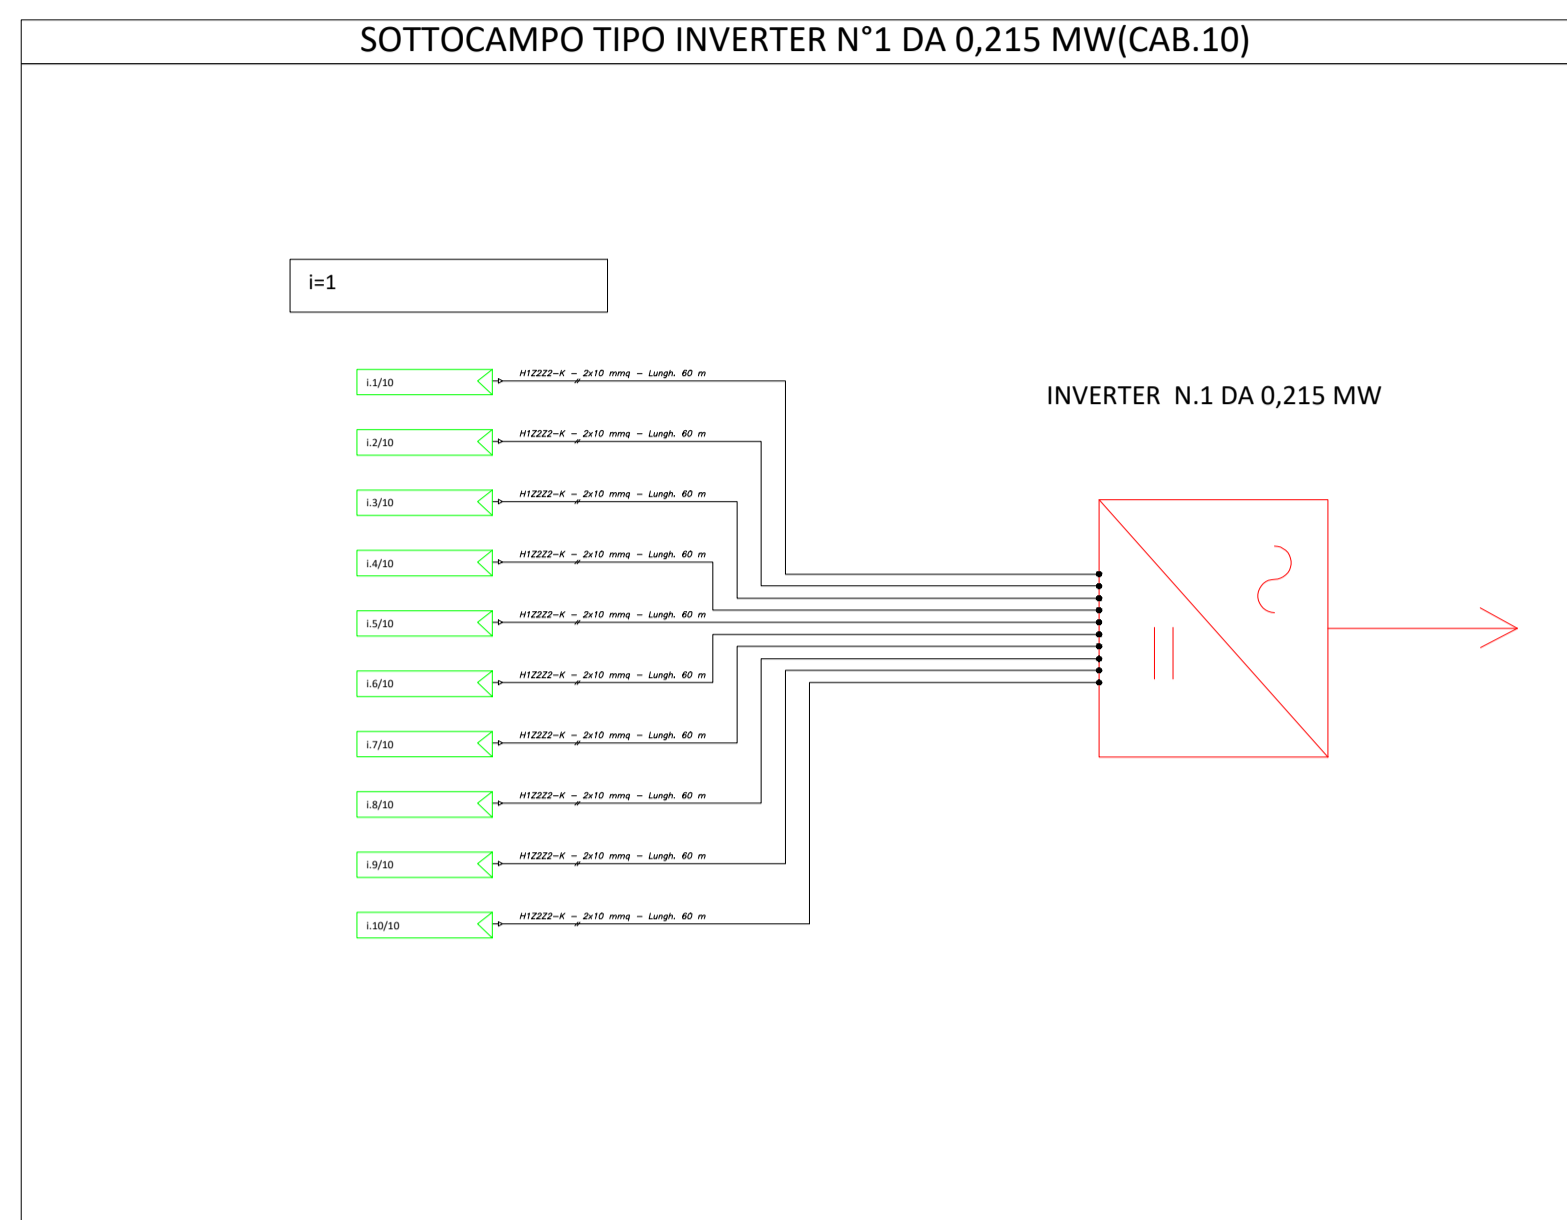 SOTTOCAMPO TIPO INVERTER N°1 DA 0,215 MW(CAB.10)
i=1
INVERTER N.1 DA 0,215 MW
i.1/10 H1Z2Z2-K - 2x10 mmq - Lungh. 60 m
i.2/10 H1Z2Z2-K - 2x10 mmq - Lungh. 60 m
i.3/10 H1Z2Z2-K - 2x10 mmq - Lungh. 60 m
i.4/10 H1Z2Z2-K - 2x10 mmq - Lungh. 60 m
i.5/10 H1Z2Z2-K - 2x10 mmq - Lungh. 60 m
i.6/10 H1Z2Z2-K - 2x10 mmq - Lungh. 60 m
i.7/10 H1Z2Z2-K - 2x10 mmq - Lungh. 60 m
i.8/10 H1Z2Z2-K - 2x10 mmq - Lungh. 60 m
i.9/10 H1Z2Z2-K - 2x10 mmq - Lungh. 60 m
i.10/10 H1Z2Z2-K - 2x10 mmq - Lungh. 60 m